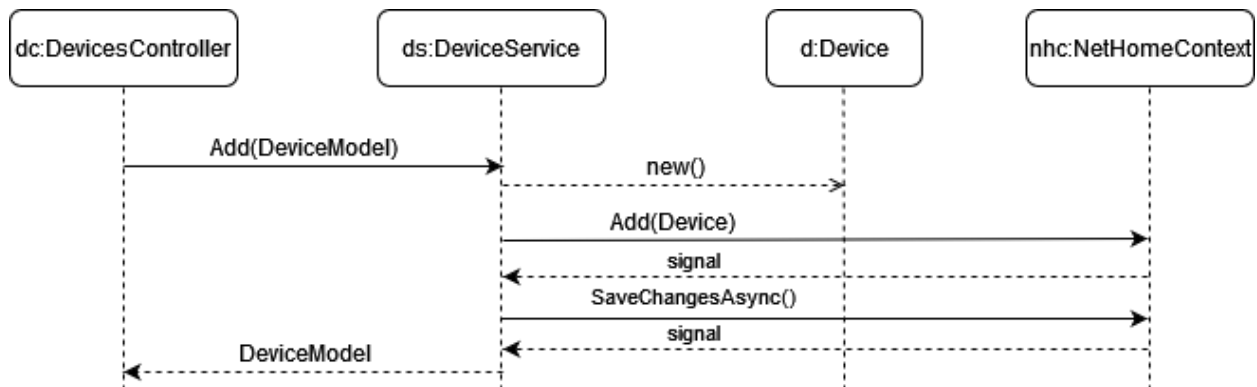 dc:DevicesController
ds:DeviceService
d:Device
nhc:NetHomeContext
Add(DeviceModel)
new()
Add(Device)
signal
SaveChangesAsync()
signal
DeviceModel